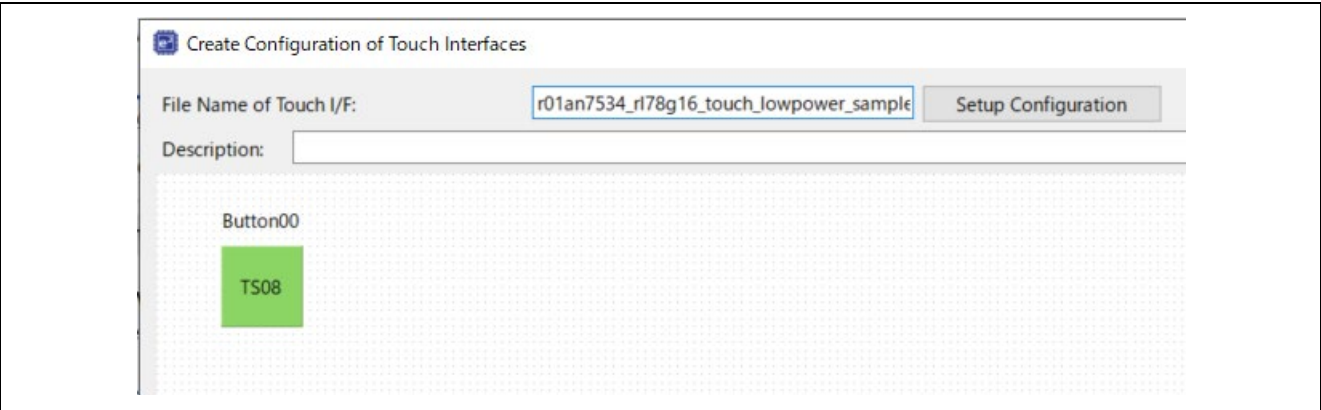 Create Configuration of Touch Interfaces
File Name of Touch I/F: r01an7534_rl78g16_touch_lowpower_sample Setup Configuration
Description:
Button00
TS08